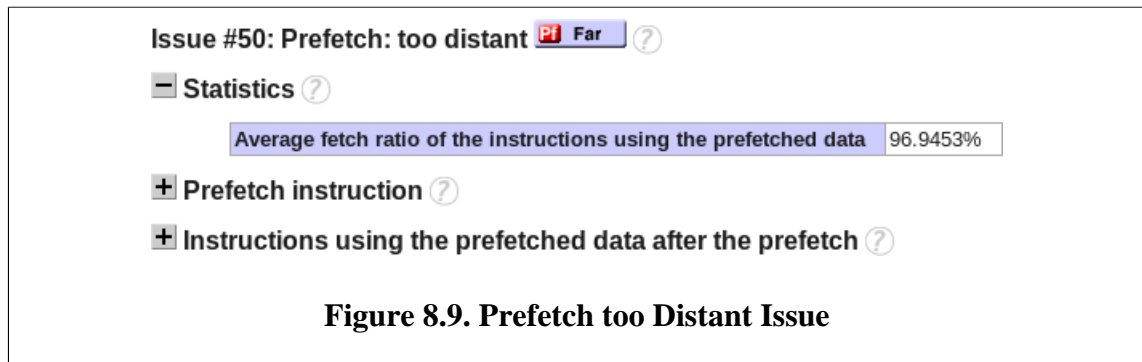 Issue #50: Prefetch: too distant Pf Far ?
− Statistics ?
Average fetch ratio of the instructions using the prefetched data 96.9453%
+ Prefetch instruction ?
+ Instructions using the prefetched data after the prefetch ?
Figure 8.9. Prefetch too Distant Issue